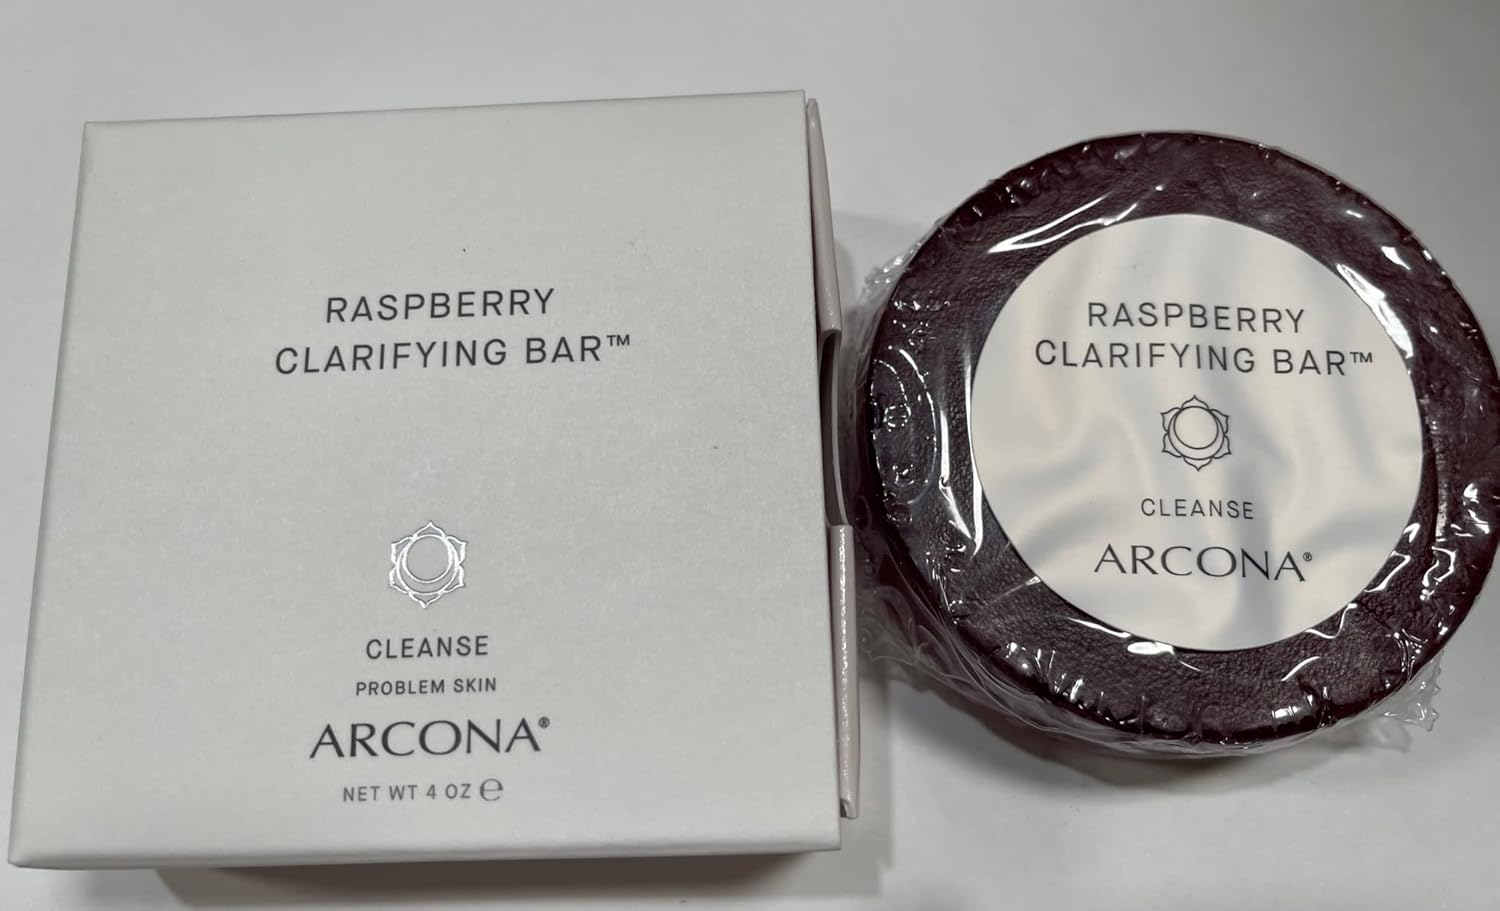 RASPBERRY
CLARIFYING BAR™
CLEANSE
PROBLEM SKIN
ARCONA®
NET WT 4 OZ ℮
RASPBERRY
CLARIFYING BAR™
CLEANSE
ARCONA®